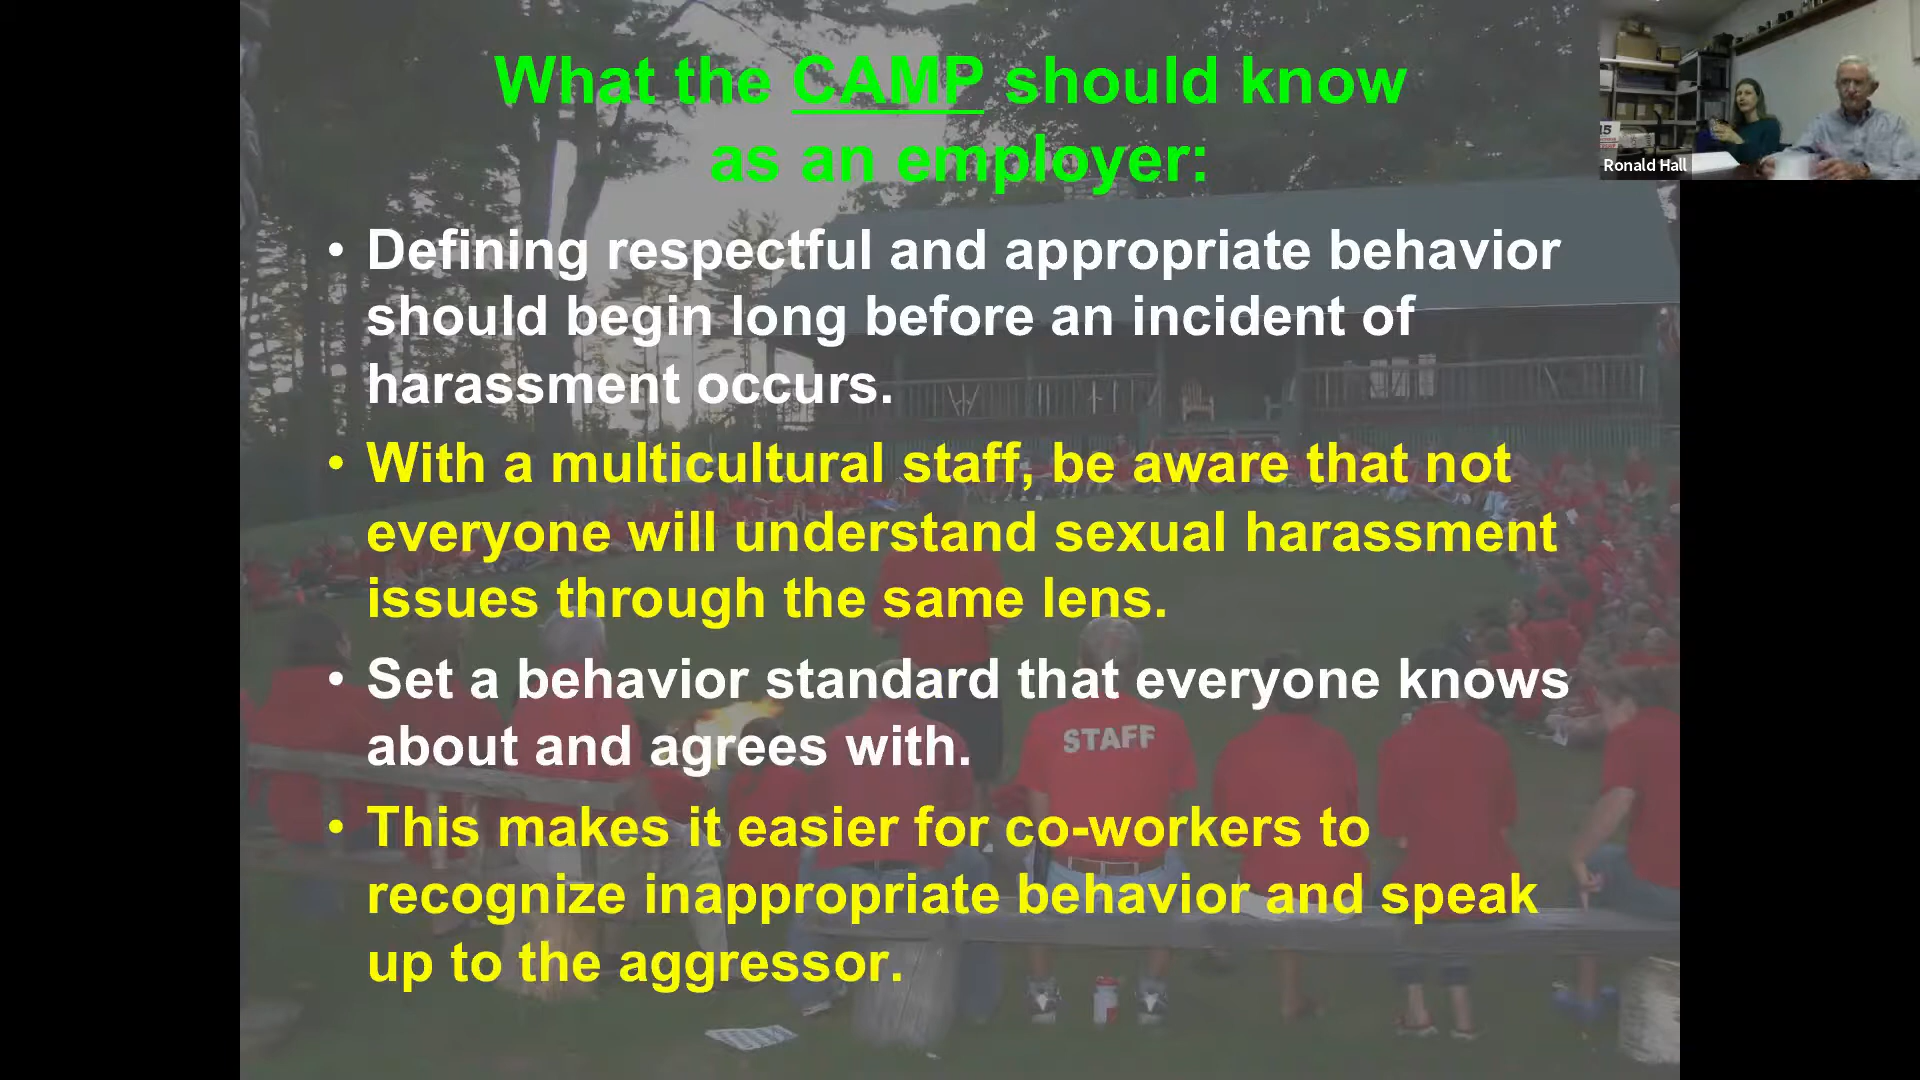 What the CAMP should know
as an employer:
• Defining respectful and appropriate behavior
should begin long before an incident of
harassment occurs.
• With a multicultural staff, be aware that not
everyone will understand sexual harassment
issues through the same lens.
• Set a behavior standard that everyone knows
about and agrees with.
• This makes it easier for co-workers to
recognize inappropriate behavior and speak
up to the aggressor.
STAFF
15
Ronald Hall